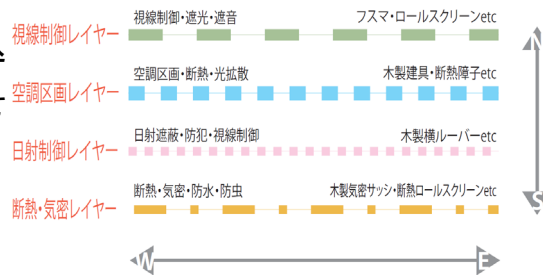 視線制御・遮光・遮音 フスマ・ロールスクリーンetc
視線制御レイヤー
空調区画・断熱・光拡散 木製建具・断熱障子etc
空調区画レイヤー
日射遮蔽・防犯・視線制御 木製横ルーバーetc
日射制御レイヤー
断熱・気密・防水・防虫 木製気密サッシ・断熱ロールスクリーンetc
断熱・気密レイヤー
N
S
W E